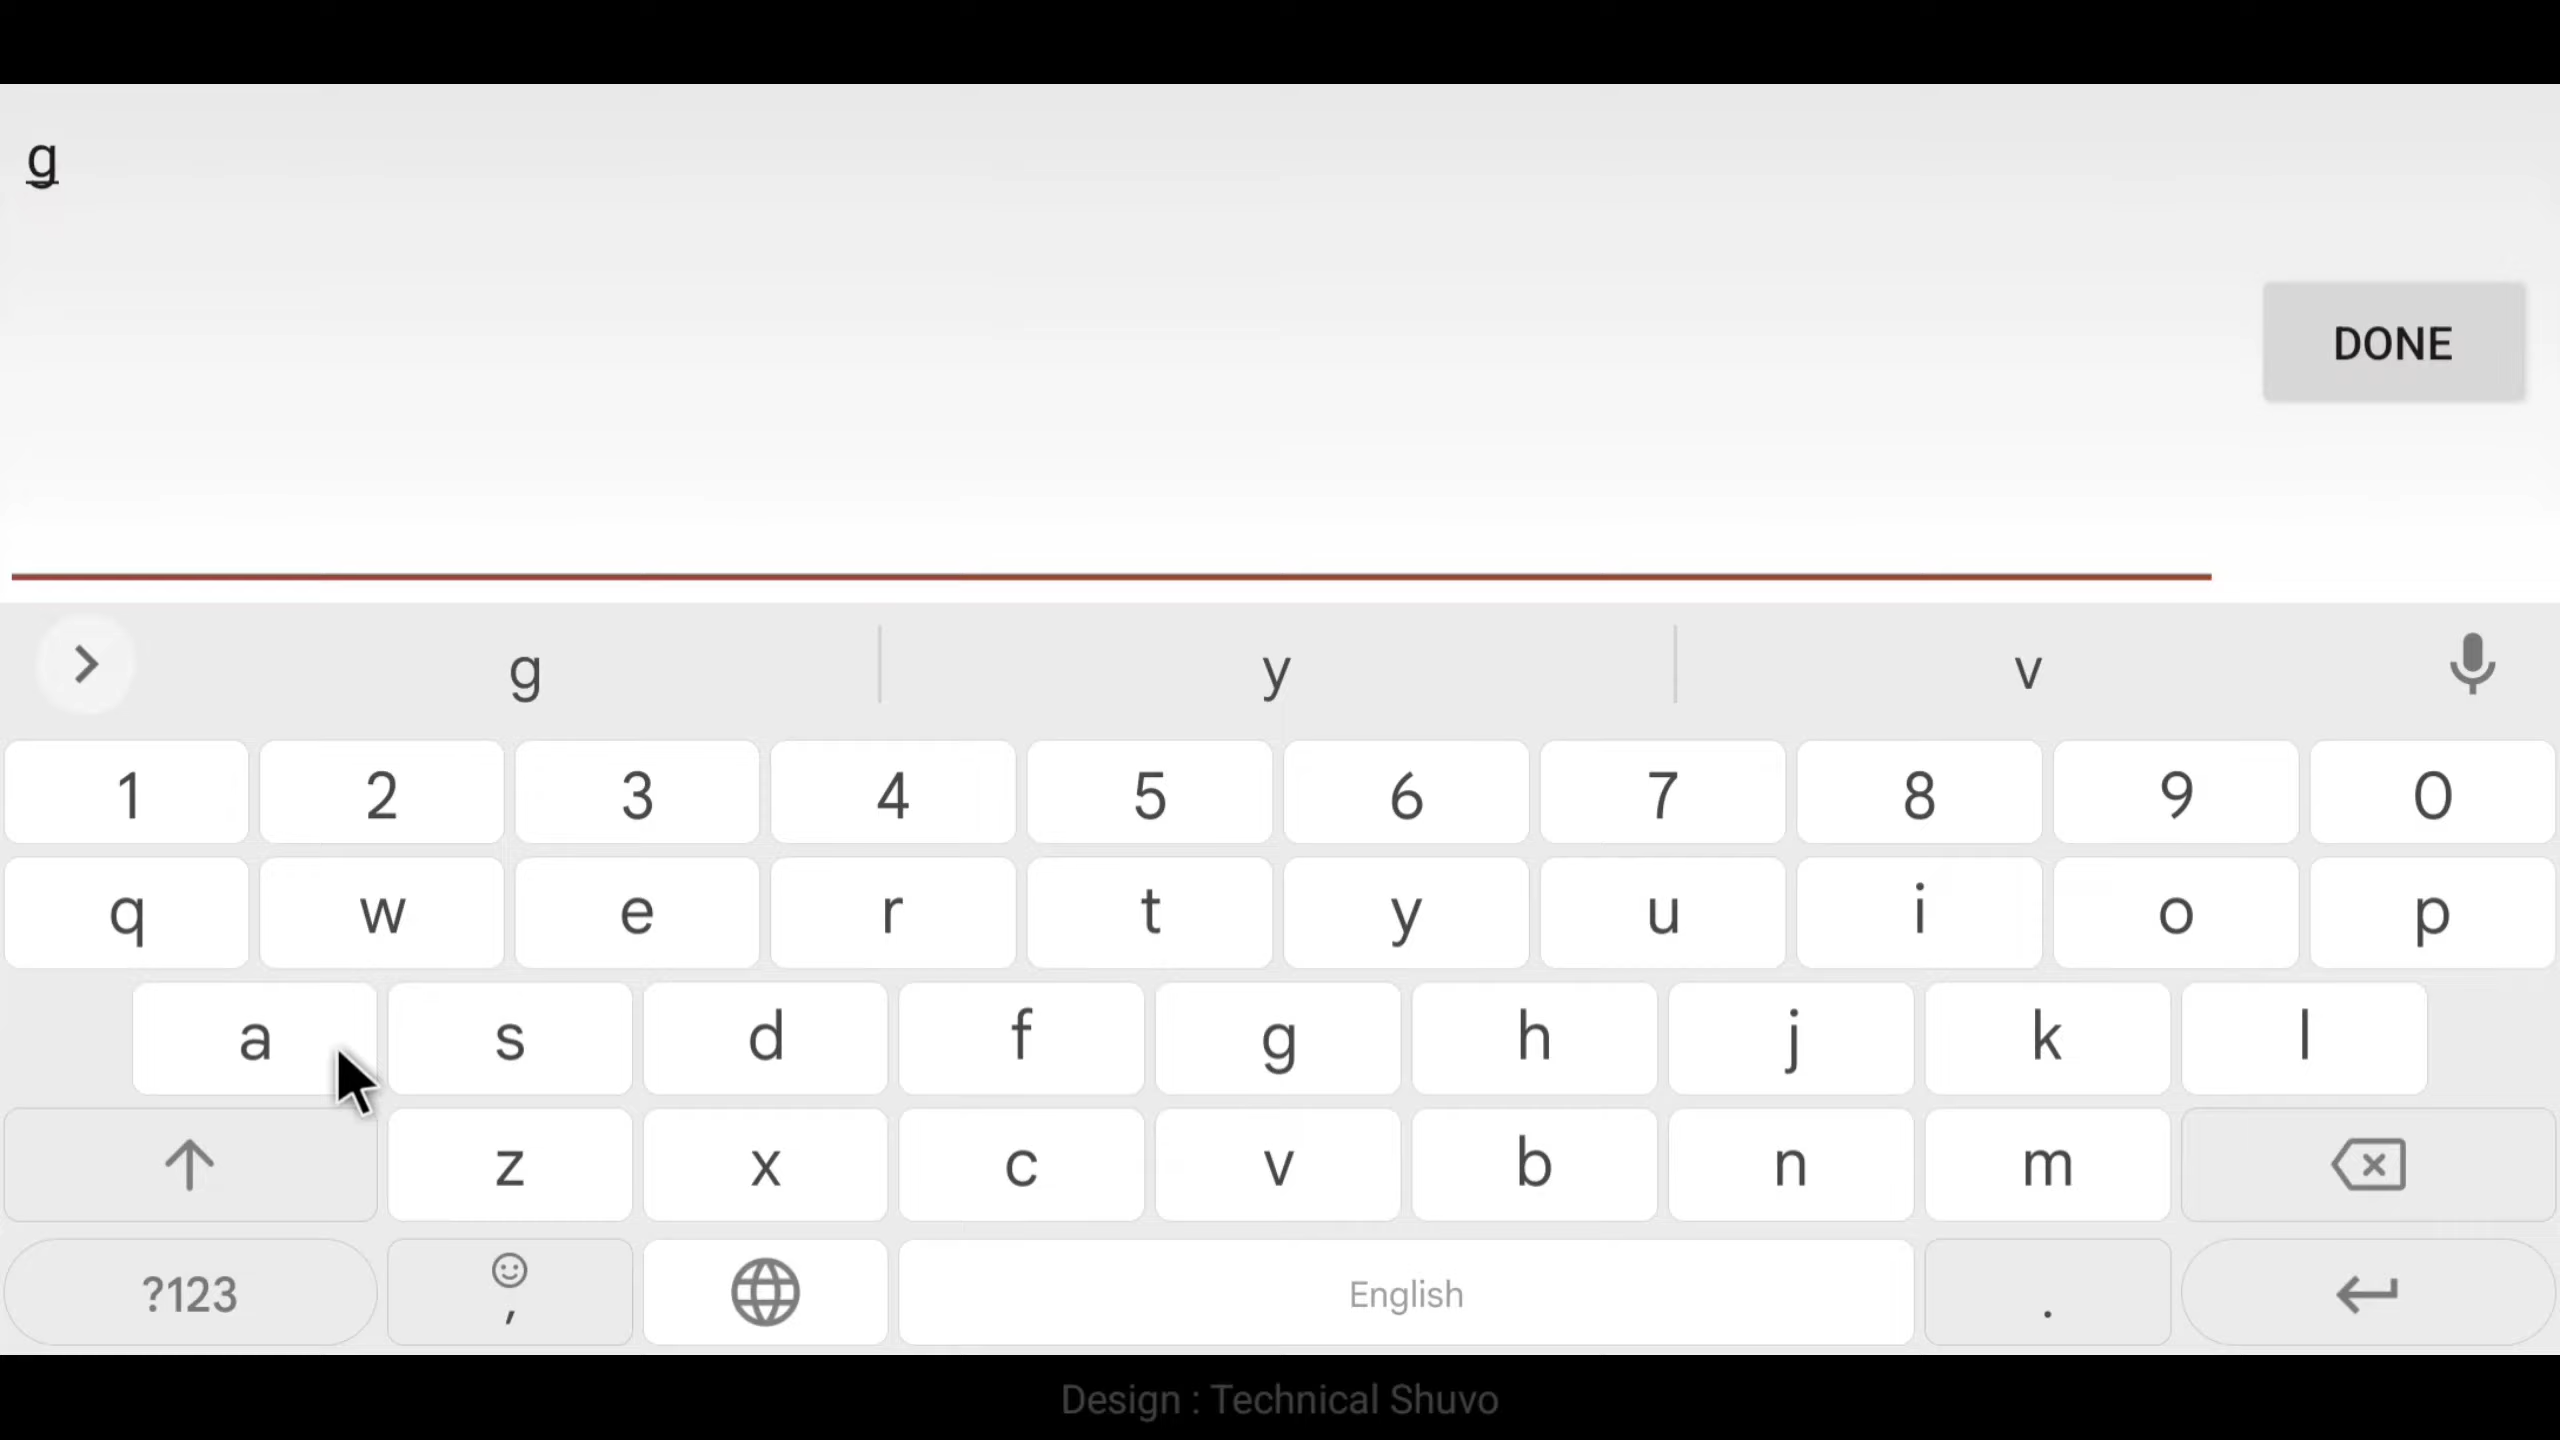 g
DONE
g y v
1 2 3 4 5 6 7 8 9 0
q w e r t y u i o p
a s d f g h j k l
z x c v b n m
?123 , English .
Design : Technical Shuvo